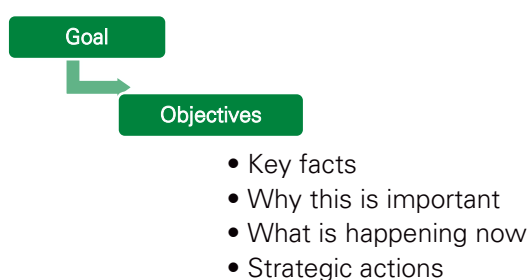 Goal
Objectives
• Key facts
• Why this is important
• What is happening now
• Strategic actions